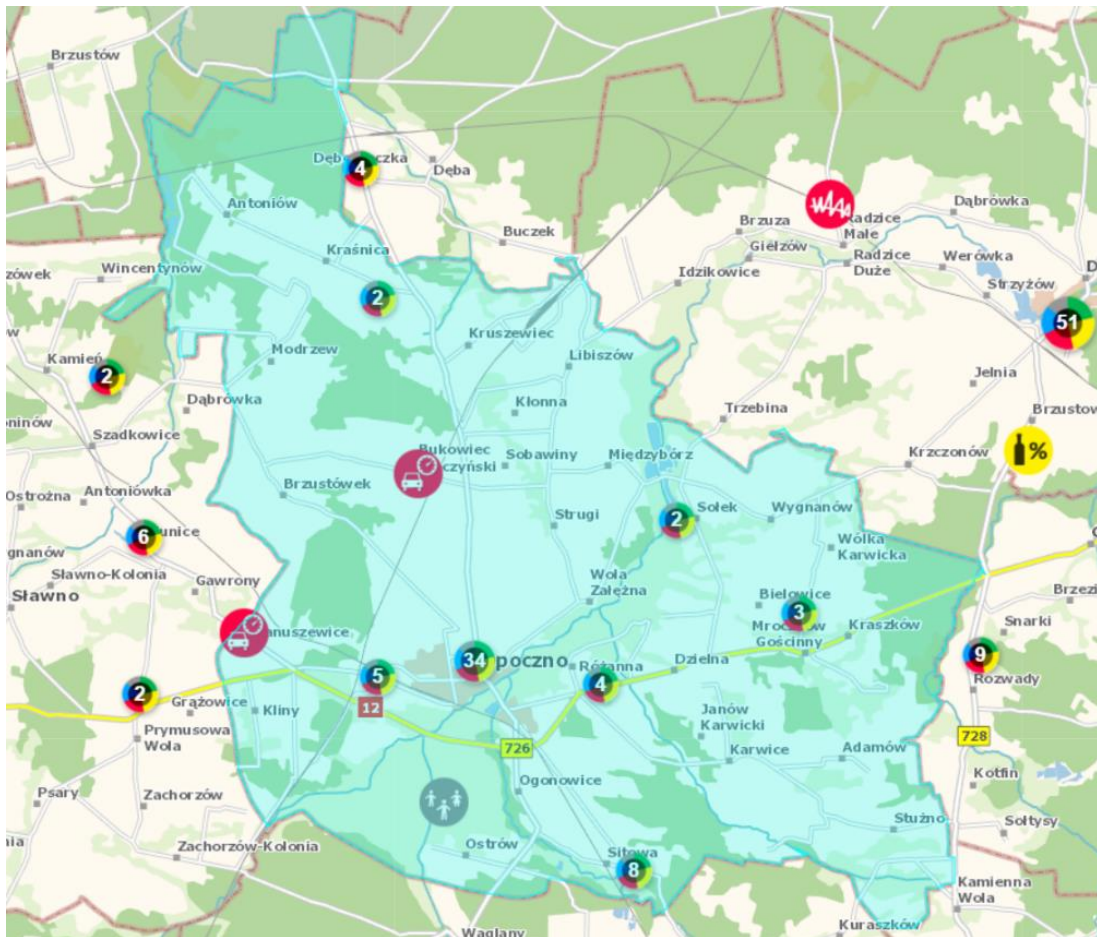 Brzustów
4
Dęba
Antoniów
Dąbrówka
Buczek
Brzuza
Radzice
Małe
Kraśnica
Giełzów
Radzice
Duże
Werówka
Wincentynów
Idzikowice
Strzyżów
2
51
Kruszewiec
Modrzew
Libiszów
Kamień
2
Jelnia
Dąbrówka
Kłonna
Trzebina
Brzustow
Szadkowice
%
Bukowiec
Sobawiny
Międzybórz
Krzczonów
Ostrożna
Antoniówka
Brzustówek
Strugi
2
Sołek
Wygnanów
6
Wólka
Karwicka
Sławno-Kolonia
Gawrony
Wola
Załężna
Bielowice
3
Brzezi
Sławno
Mroczków
Gościnny
Kraszków
Snarki
34
9
5
Różanna
Dzielna
4
Rozwady
2
Grążowice
Kliny
12
Janów
Karwicki
Prymusowa
Wola
726
Karwice
Adamów
728
Kotfin
Psary
Zachorzów
Ogonowice
Stużno
Sołtysy
Zachorzów-Kolonia
Ostrów
Sitowa
8
Kamienna
Wola
Kuraszków
Waglany